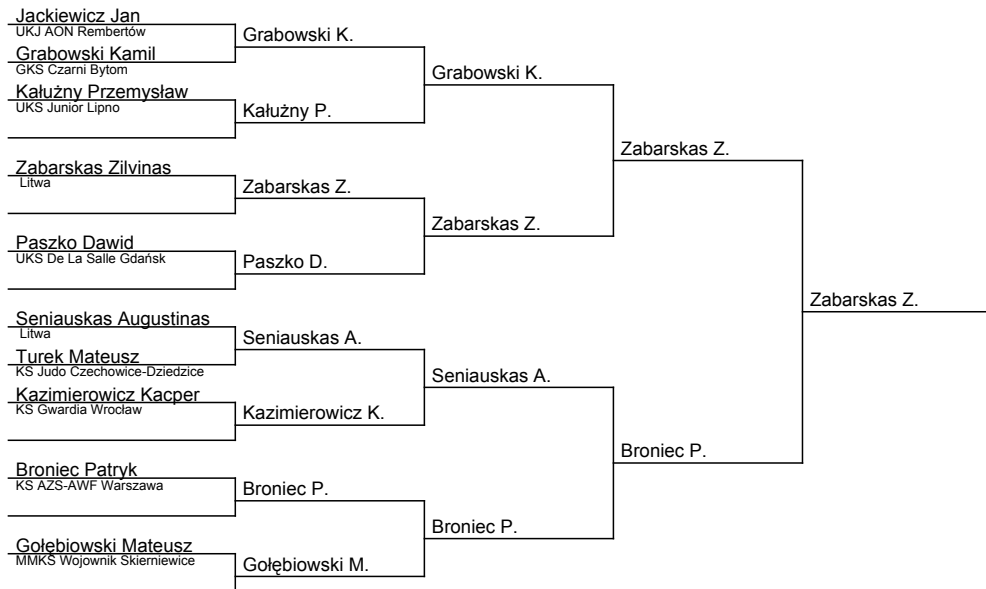 Jackiewicz Jan
UKJ AON Rembertów
Grabowski Kamil
GKS Czarni Bytom
Kałużny Przemysław
UKS Junior Lipno
Zabarskas Zilvinas
Litwa
Paszko Dawid
UKS De La Salle Gdańsk
Seniauskas Augustinas
Litwa
Turek Mateusz
KS Judo Czechowice-Dziedzice
Kazimierowicz Kacper
KS Gwardia Wrocław
Broniec Patryk
KS AZS-AWF Warszawa
Gołębiowski Mateusz
MMKS Wojownik Skierniewice
Grabowski K.
Kałużny P.
Zabarskas Z.
Paszko D.
Seniauskas A.
Kazimierowicz K.
Broniec P.
Gołębiowski M.
Grabowski K.
Zabarskas Z.
Seniauskas A.
Broniec P.
Zabarskas Z.
Broniec P.
Zabarskas Z.